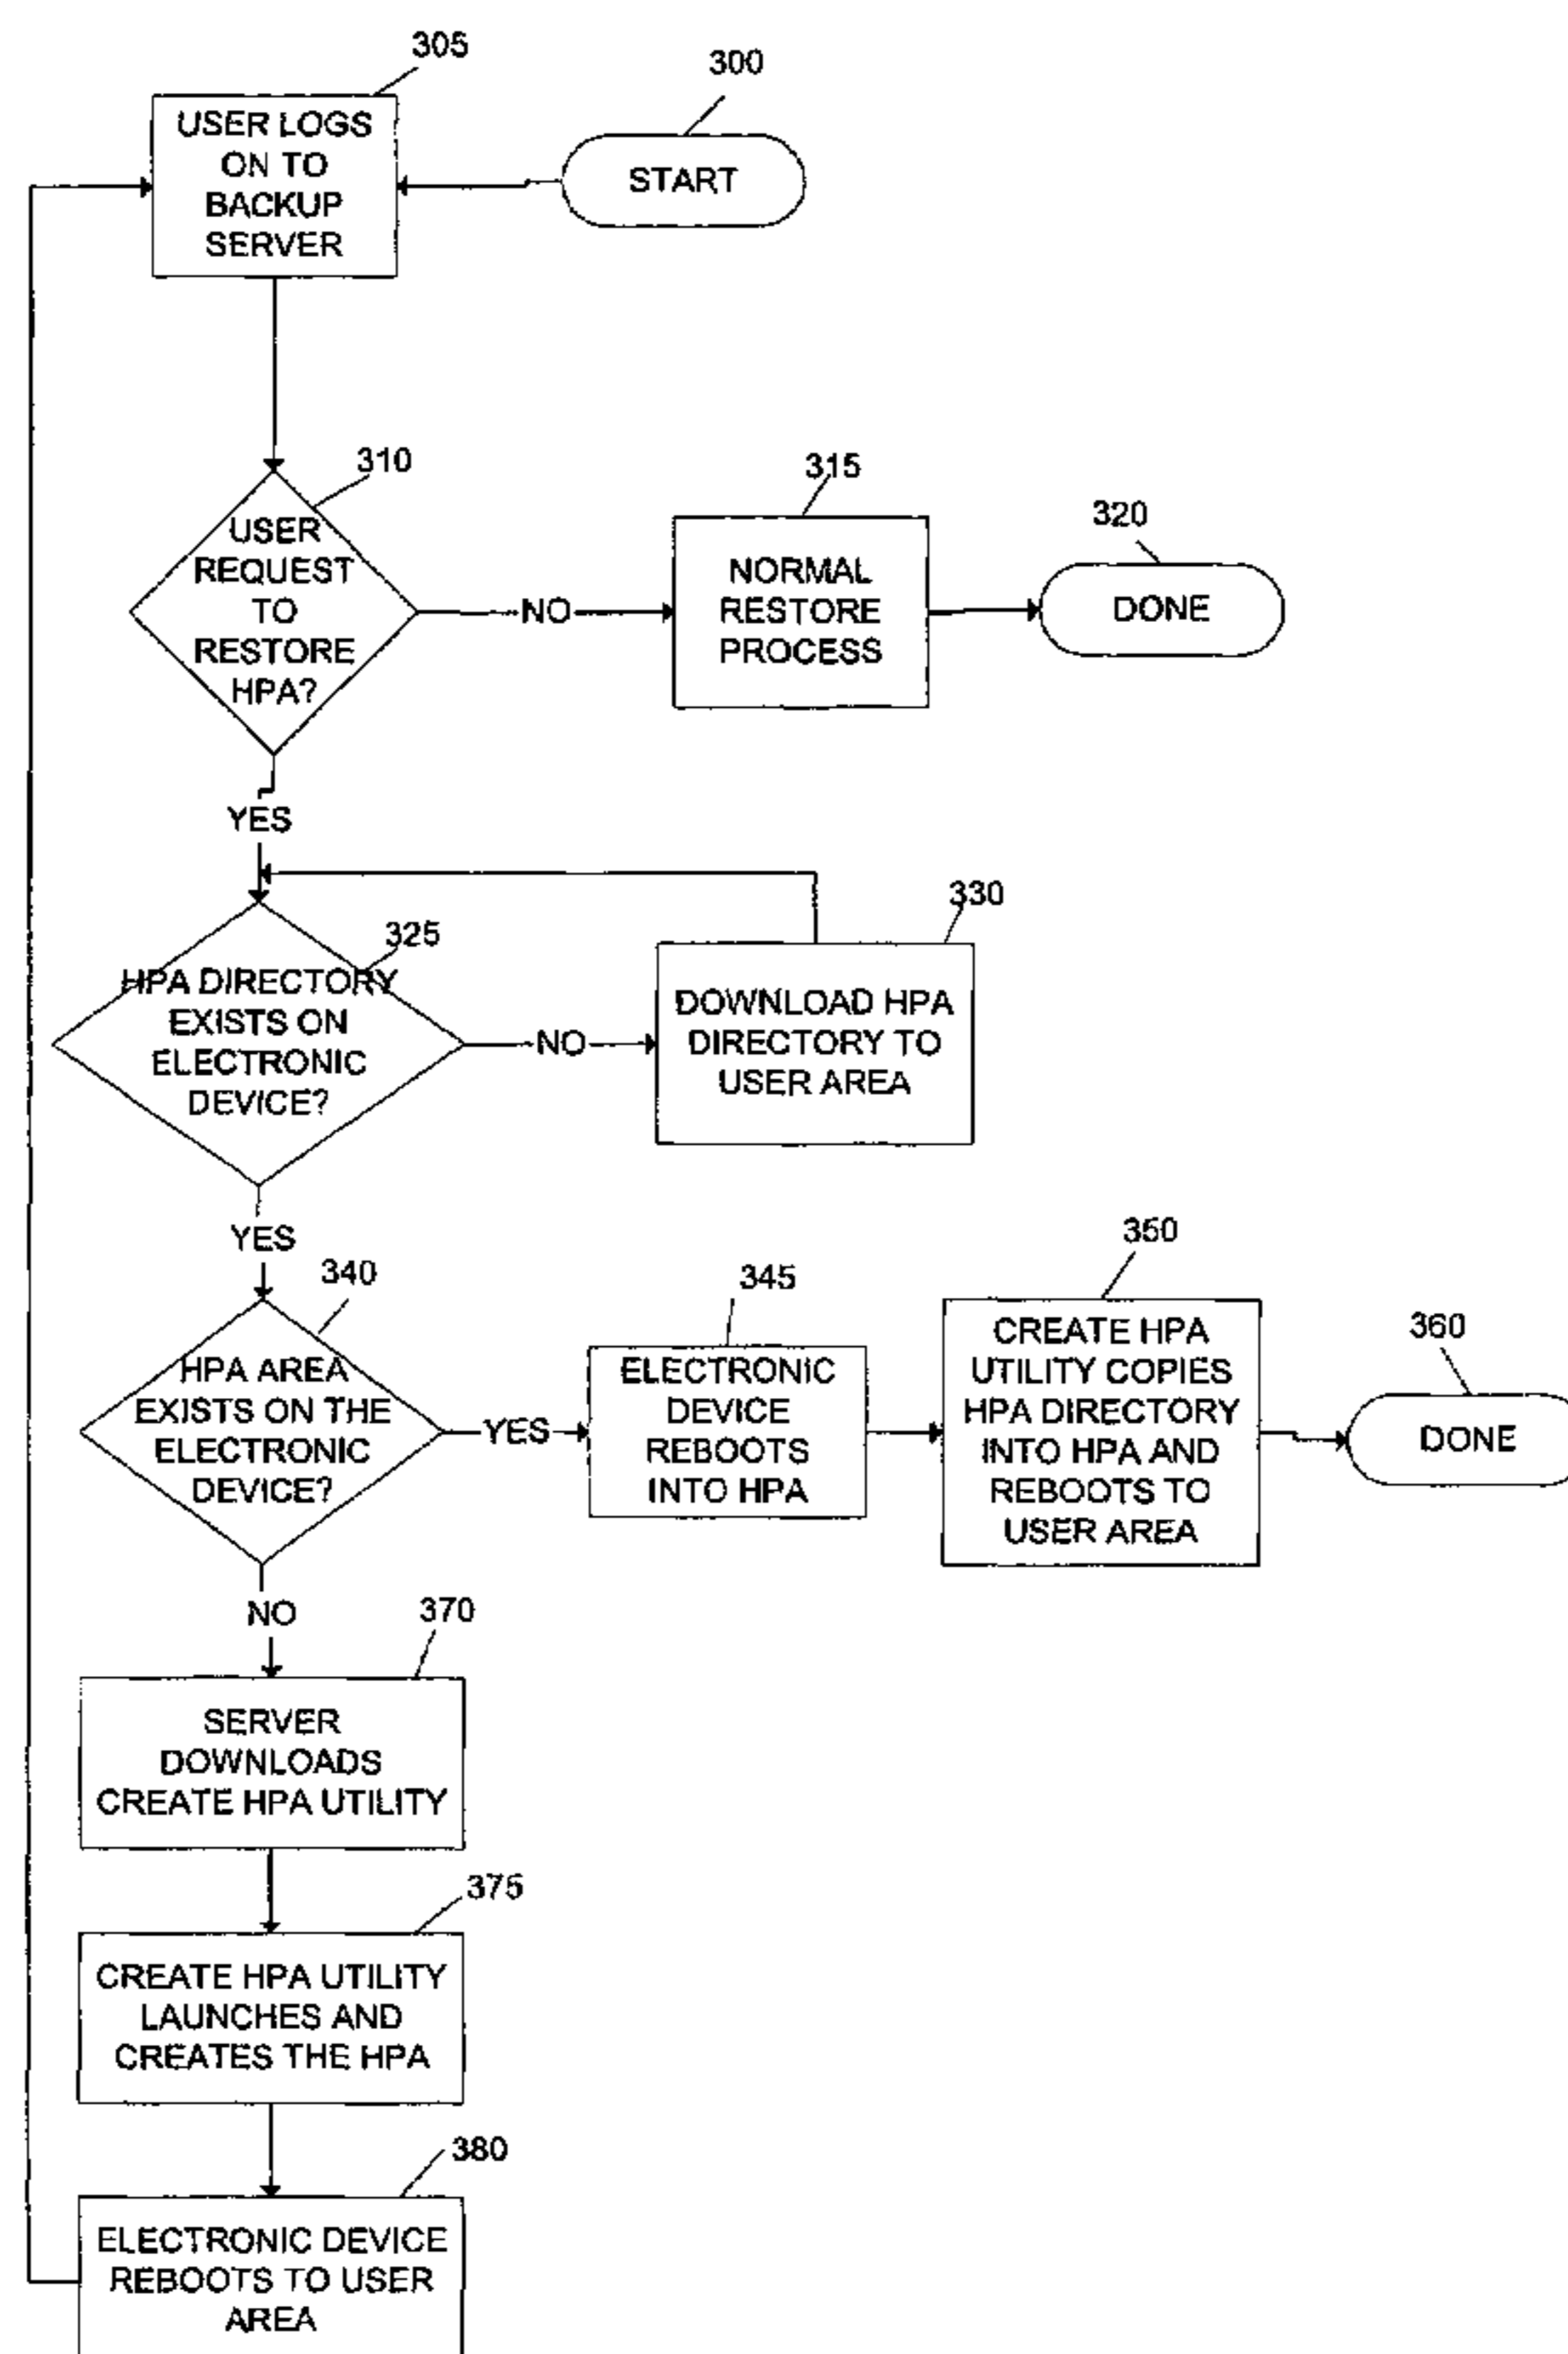 305
300
USER LOGS
ON TO
BACKUP
SERVER
START
310
USER
REQUEST
TO
RESTORE
HPA?
NO
315
NORMAL
RESTORE
PROCESS
320
DONE
YES
325
HPA DIRECTORY
EXISTS ON
ELECTRONIC
DEVICE?
NO
330
DOWNLOAD HPA
DIRECTORY TO
USER AREA
YES
340
HPA AREA
EXISTS ON THE
ELECTRONIC
DEVICE?
YES
345
ELECTRONIC
DEVICE
REBOOTS
INTO HPA
350
CREATE HPA
UTILITY COPIES
HPA DIRECTORY
INTO HPA AND
REBOOTS TO
USER AREA
360
DONE
NO
370
SERVER
DOWNLOADS
CREATE HPA UTILITY
375
CREATE HPA UTILITY
LAUNCHES AND
CREATES THE HPA
380
ELECTRONIC DEVICE
REBOOTS TO USER
AREA